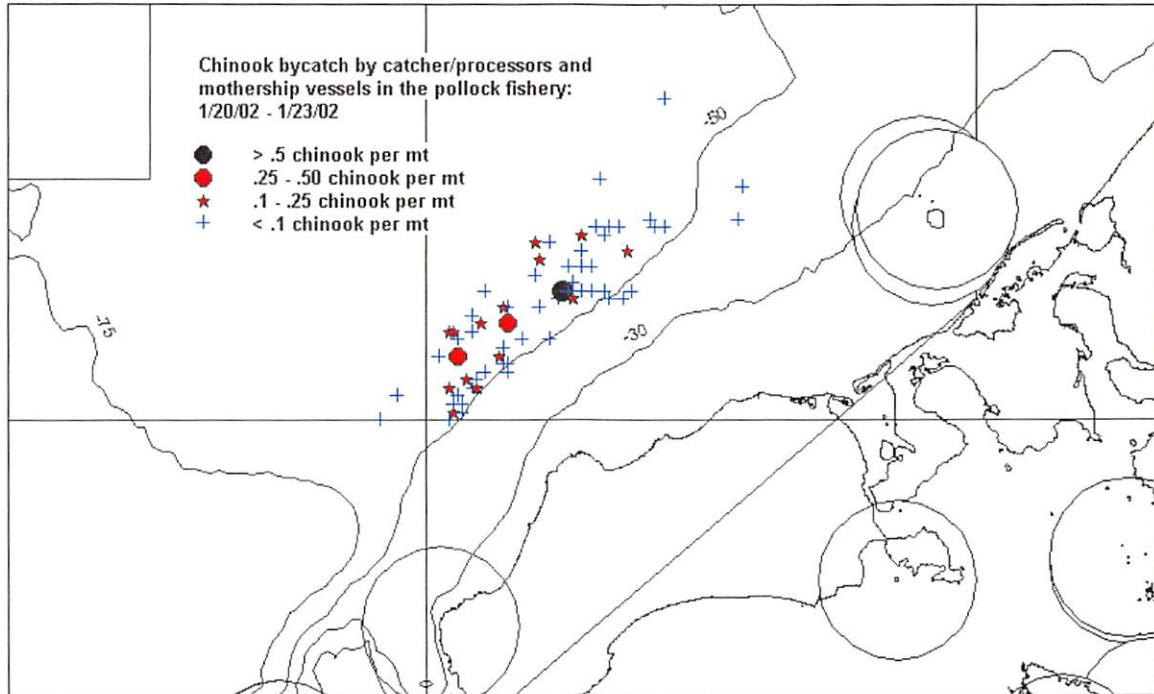 Chinook bycatch by catcher/processors and
mothership vessels in the pollock fishery:
1/20/02 - 1/23/02
> .5 chinook per mt
.25 - .50 chinook per mt
.1 - .25 chinook per mt
< .1 chinook per mt
-50
-30
-75